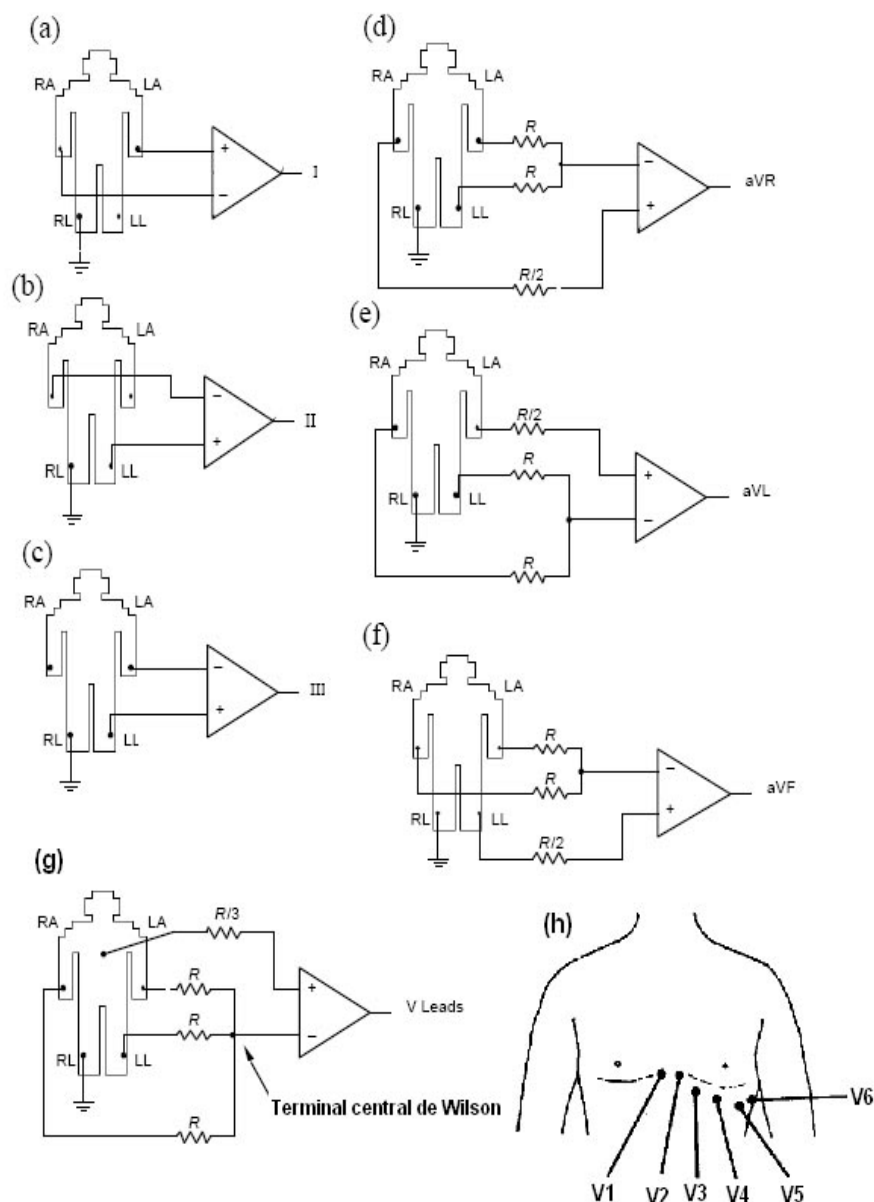 (a)
RA
LA
+
−
I
RL
LL
(b)
RA
LA
−
+
II
RL
LL
(c)
RA
LA
−
+
III
RL
LL
(d)
RA
LA
R
R
−
+
aVR
RL
LL
R/2
(e)
RA
LA
R/2
R
+
−
aVL
RL
LL
R
(f)
RA
LA
R
R
−
+
aVF
RL
LL
R/2
(g)
RA
LA
R/3
R
R
+
−
V Leads
RL
LL
Terminal central de Wilson
R
(h)
V6
V1
V2
V3
V4
V5